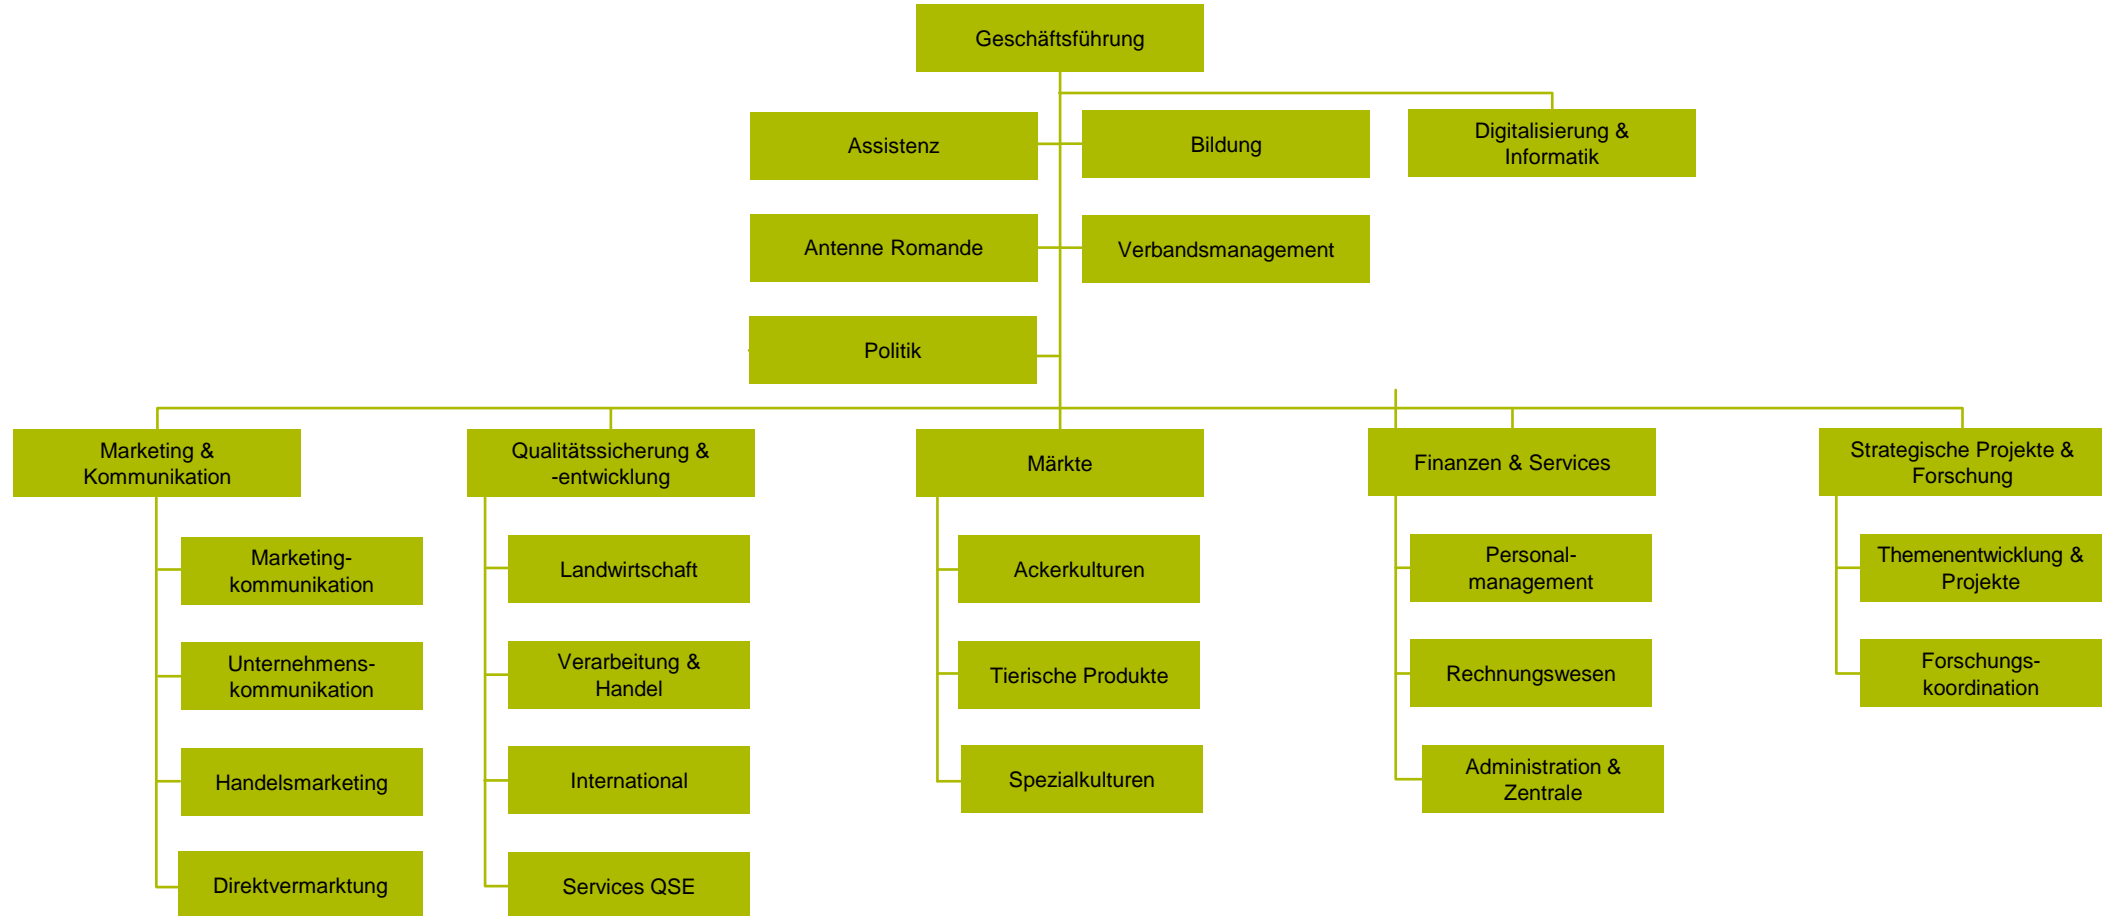 Geschäftsführung
Assistenz
Bildung
Digitalisierung &
Informatik
Antenne Romande
Verbandsmanagement
Politik
Marketing &
Kommunikation
Qualitätssicherung &
-entwicklung
Märkte
Finanzen & Services
Strategische Projekte &
Forschung
Marketing-
kommunikation
Unternehmens-
kommunikation
Handelsmarketing
Direktvermarktung
Landwirtschaft
Verarbeitung &
Handel
International
Services QSE
Ackerkulturen
Tierische Produkte
Spezialkulturen
Personal-
management
Rechnungswesen
Administration &
Zentrale
Themenentwicklung &
Projekte
Forschungs-
koordination